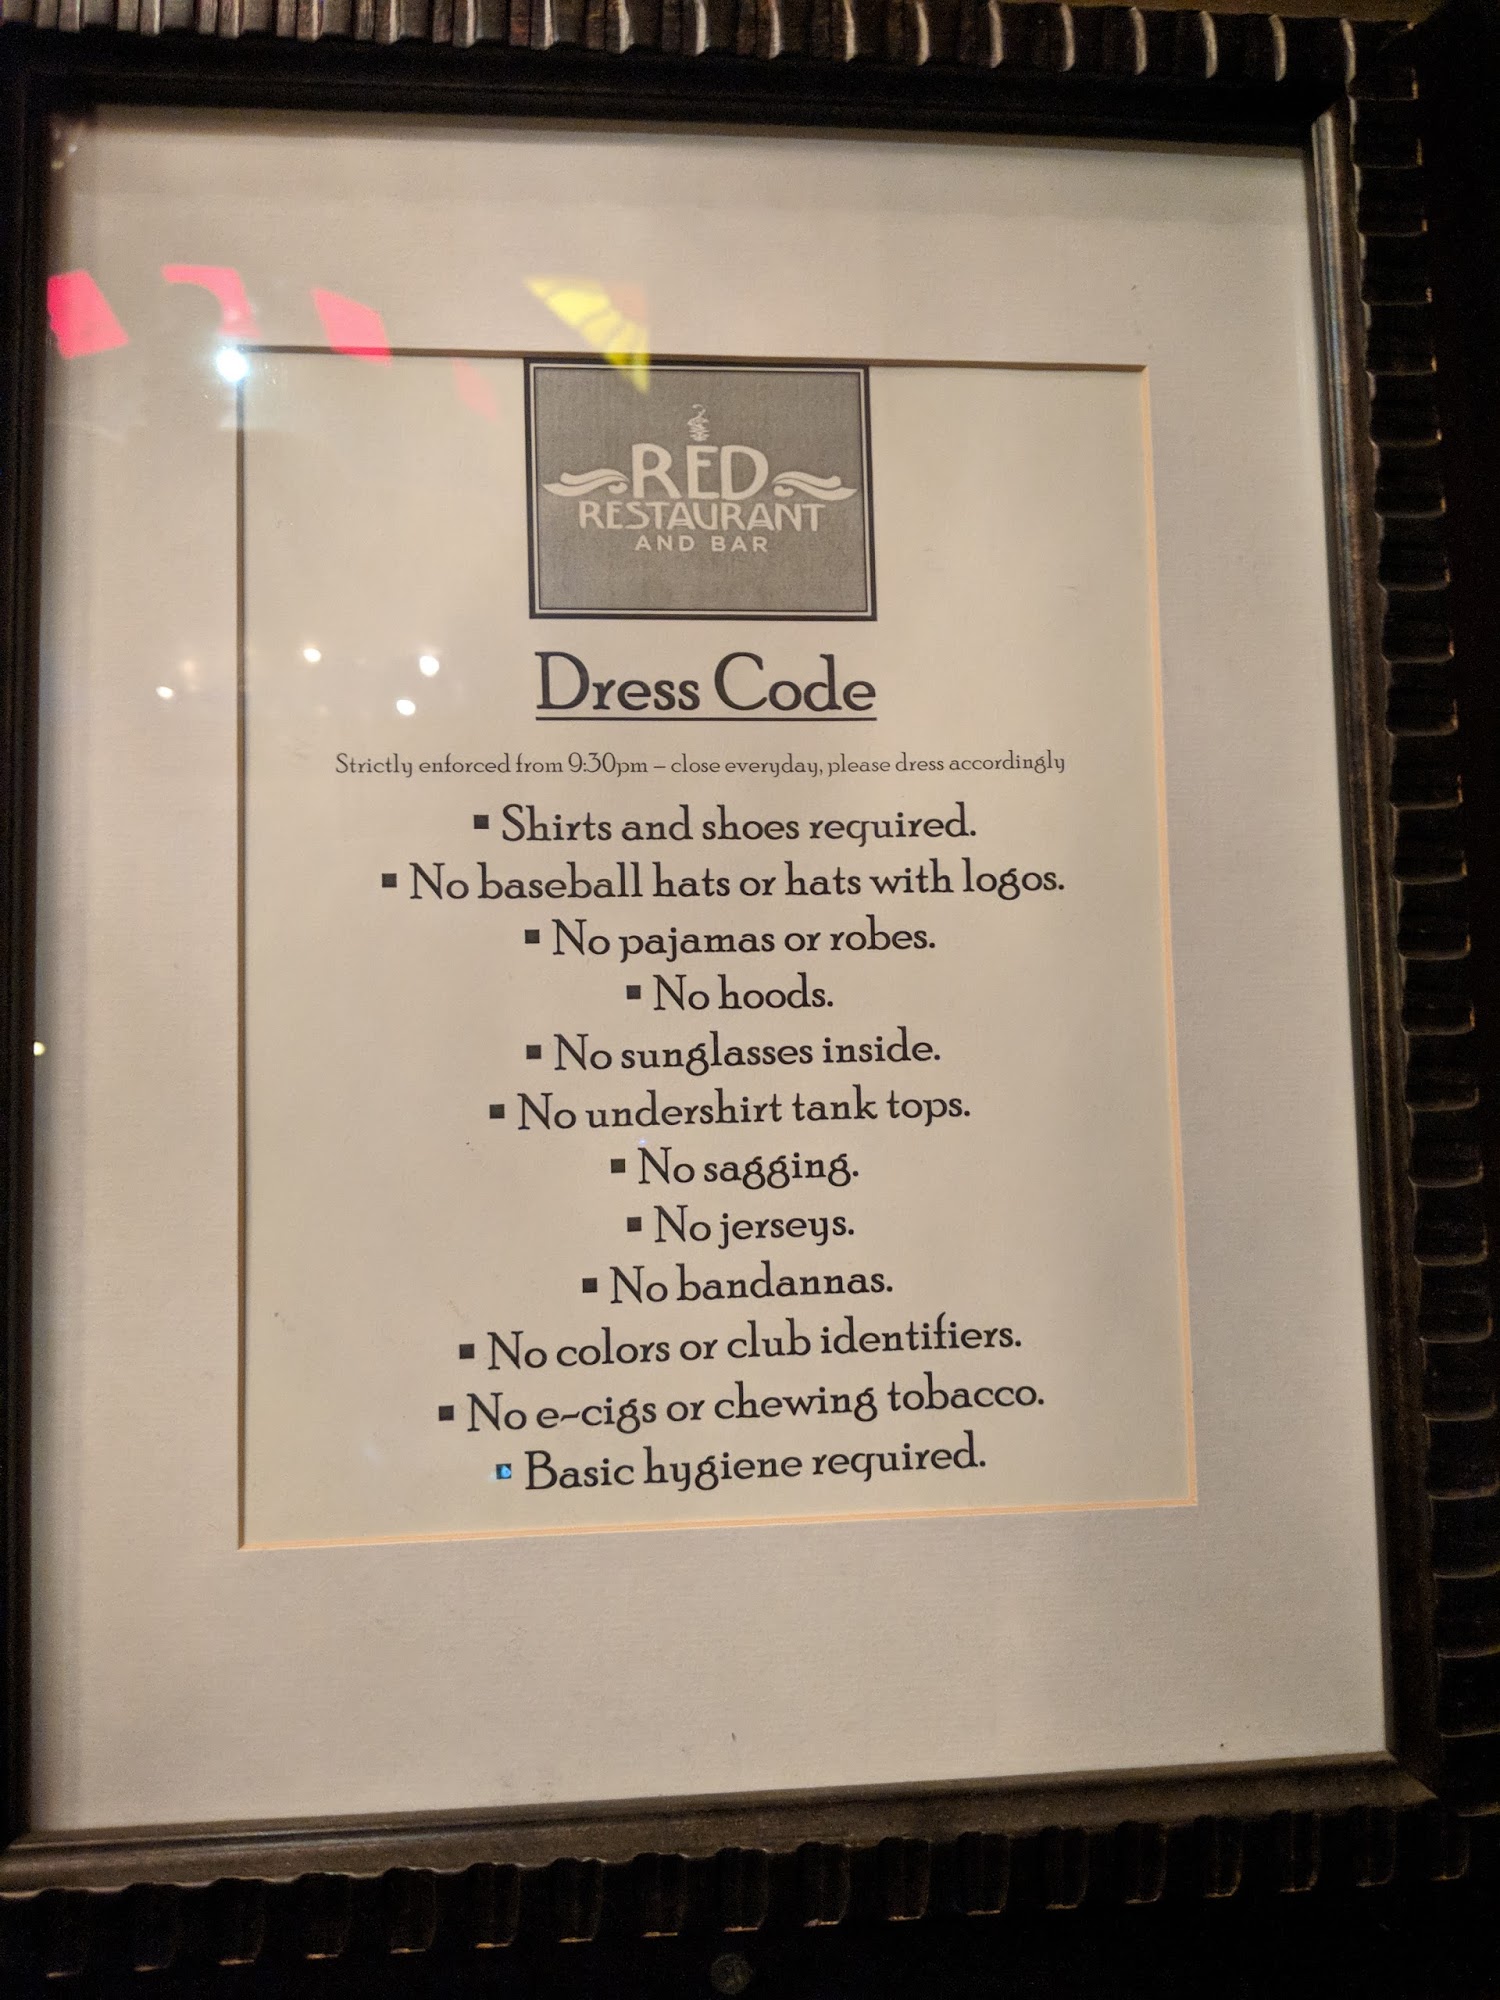 RED
RESTAURANT
AND BAR
Dress Code
Strictly enforced from 9:30pm – close everyday, please dress accordingly
▪ Shirts and shoes required.
▪ No baseball hats or hats with logos.
▪ No pajamas or robes.
▪ No hoods.
▪ No sunglasses inside.
▪ No undershirt tank tops.
▪ No sagging.
▪ No jerseys.
▪ No bandannas.
▪ No colors or club identifiers.
▪ No e-cigs or chewing tobacco.
▪ Basic hygiene required.